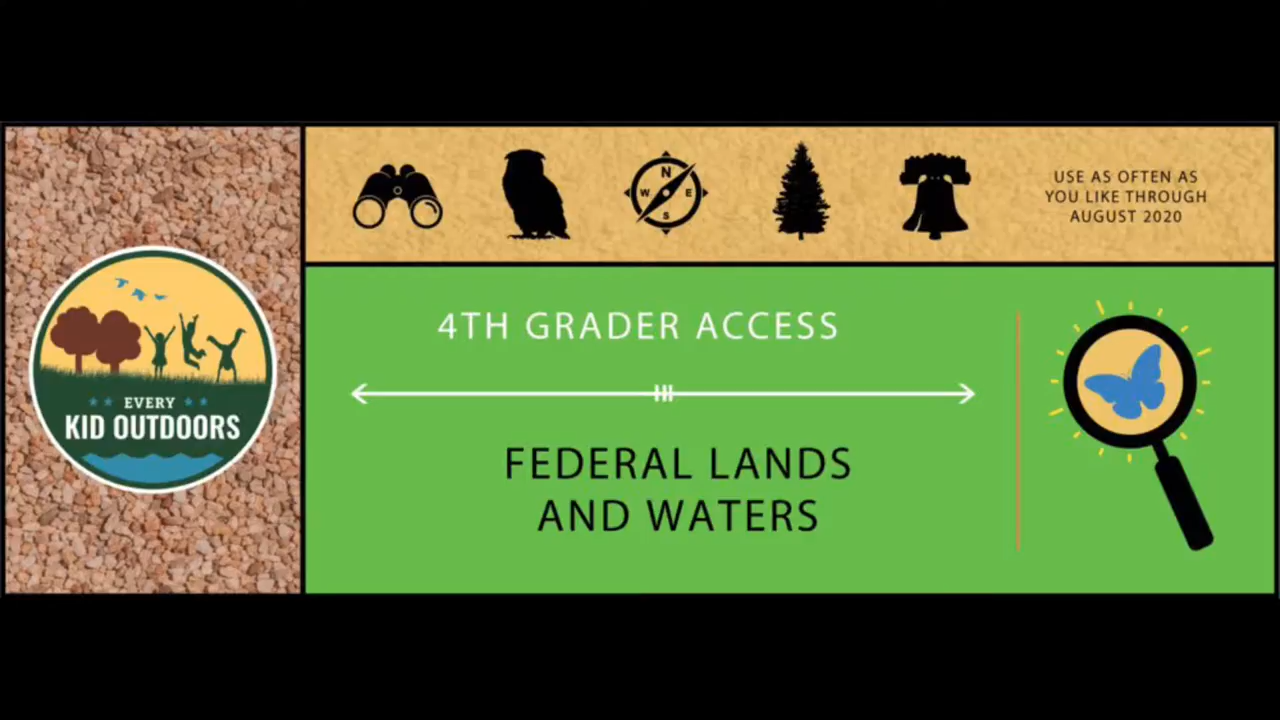 USE AS OFTEN AS
YOU LIKE THROUGH
AUGUST 2020
N
W E
S
4TH GRADER ACCESS
EVERY
KID OUTDOORS
FEDERAL LANDS
AND WATERS